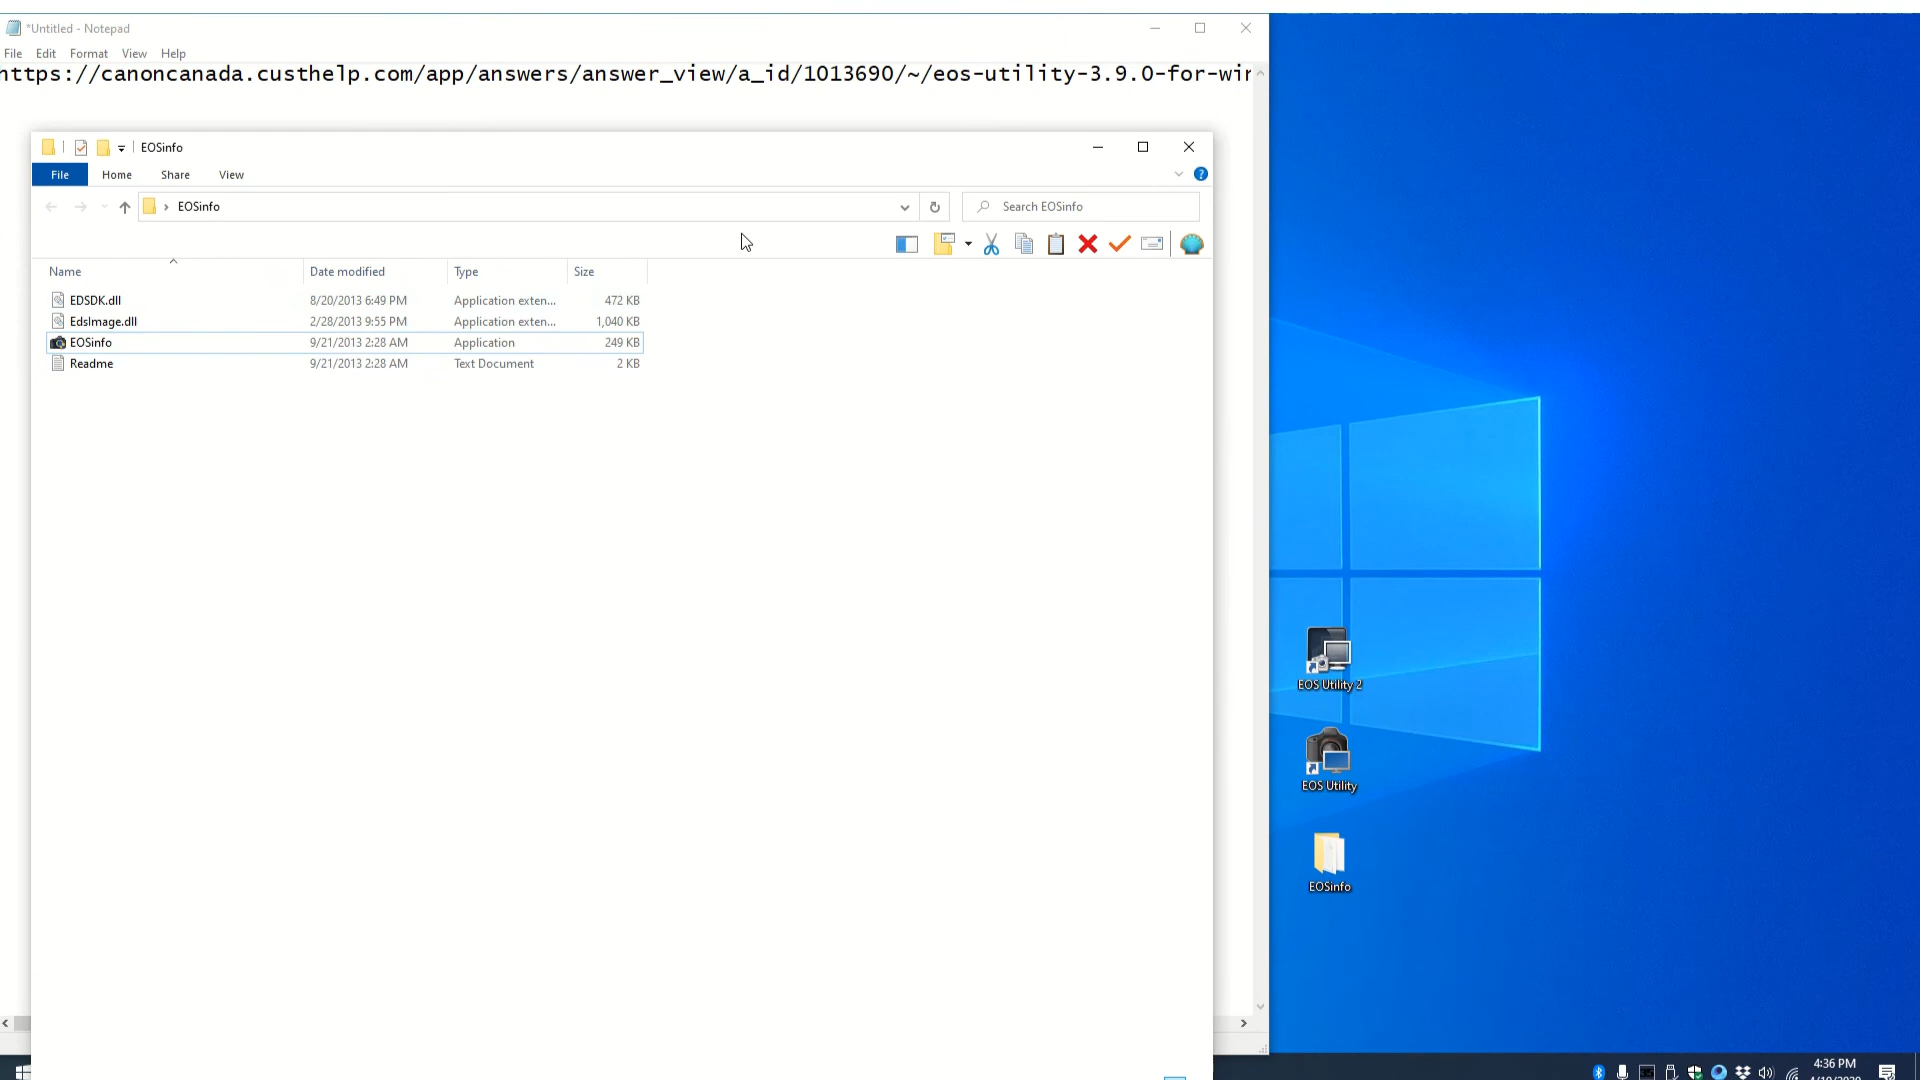 *Untitled - Notepad
File Edit Format View Help
https://canoncanada.custhelp.com/app/answers/answer_view/a_id/1013690/~/eos-utility-3.9.0-for-win
EOSinfo
File Home Share View
EOSinfo
Search EOSinfo
Name Date modified Type Size
EDSDK.dll 8/20/2013 6:49 PM Application exten... 472 KB
EdsImage.dll 2/28/2013 9:55 PM Application exten... 1,040 KB
EOSinfo 9/21/2013 2:28 AM Application 249 KB
Readme 9/21/2013 2:28 AM Text Document 2 KB
EOS Utility 2
EOS Utility
EOSinfo
4:36 PM